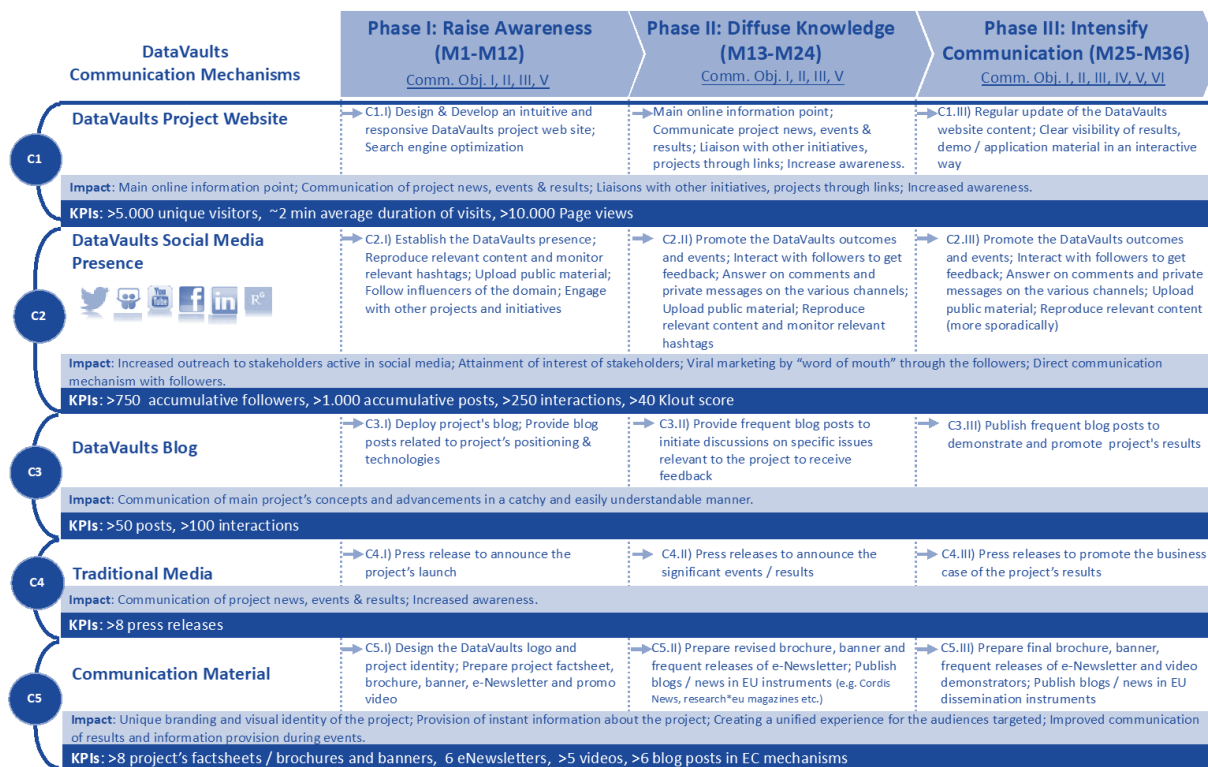 DataVaults
Communication Mechanisms
Phase I: Raise Awareness
(M1-M12)
Comm. Obj. I, II, III, V
Phase II: Diffuse Knowledge
(M13-M24)
Comm. Obj. I, II, III, V
Phase III: Intensify
Communication (M25-M36)
Comm. Obj. I, II, III, IV, V, VI
C1
DataVaults Project Website
C1.I) Design & Develop an intuitive and
responsive DataVaults project web site;
Search engine optimization
Main online information point;
Communicate project news, events &
results; Liaison with other initiatives,
projects through links; Increase awareness.
C1.III) Regular update of the DataVaults
website content; Clear visibility of results,
demo / application material in an interactive
way
Impact: Main online information point; Communication of project news, events & results; Liaisons with other initiatives, projects through links; Increased awareness.
KPIs: >5.000 unique visitors, ~2 min average duration of visits, >10.000 Page views
C2
DataVaults Social Media
Presence
You
Tube
f
in
R
G
C2.I) Establish the DataVaults presence;
Reproduce relevant content and monitor
relevant hashtags; Upload public material;
Follow influencers of the domain; Engage
with other projects and initiatives
C2.II) Promote the DataVaults outcomes
and events; Interact with followers to get
feedback; Answer on comments and
private messages on the various channels;
Upload public material; Reproduce
relevant content and monitor relevant
hashtags
C2.III) Promote the DataVaults outcomes
and events; Interact with followers to get
feedback; Answer on comments and private
messages on the various channels; Upload
public material; Reproduce relevant content
(more sporadically)
Impact: Increased outreach to stakeholders active in social media; Attainment of interest of stakeholders; Viral marketing by “word of mouth” through the followers; Direct communication
mechanism with followers.
KPIs: >750 accumulative followers, >1.000 accumulative posts, >250 interactions, >40 Klout score
C3
DataVaults Blog
C3.I) Deploy project's blog; Provide blog
posts related to project’s positioning &
technologies
C3.II) Provide frequent blog posts to
initiate discussions on specific issues
relevant to the project to receive
feedback
C3.III) Publish frequent blog posts to
demonstrate and promote project's results
Impact: Communication of main project’s concepts and advancements in a catchy and easily understandable manner.
KPIs: >50 posts, >100 interactions
C4
Traditional Media
C4.I) Press release to announce the
project’s launch
C4.II) Press releases to announce the
significant events / results
C4.III) Press releases to promote the business
case of the project’s results
Impact: Communication of project news, events & results; Increased awareness.
KPIs: >8 press releases
C5
Communication Material
C5.I) Design the DataVaults logo and
project identity; Prepare project factsheet,
brochure, banner, e-Newsletter and promo
video
C5.II) Prepare revised brochure, banner and
frequent releases of e-Newsletter; Publish
blogs / news in EU instruments (e.g. Cordis
News, research*eu magazines etc.)
C5.III) Prepare final brochure, banner,
frequent releases of e-Newsletter and video
demonstrators; Publish blogs / news in EU
dissemination instruments
Impact: Unique branding and visual identity of the project; Provision of instant information about the project; Creating a unified experience for the audiences targeted; Improved communication
of results and information provision during events.
KPIs: >8 project’s factsheets / brochures and banners, 6 eNewsletters, >5 videos, >6 blog posts in EC mechanisms